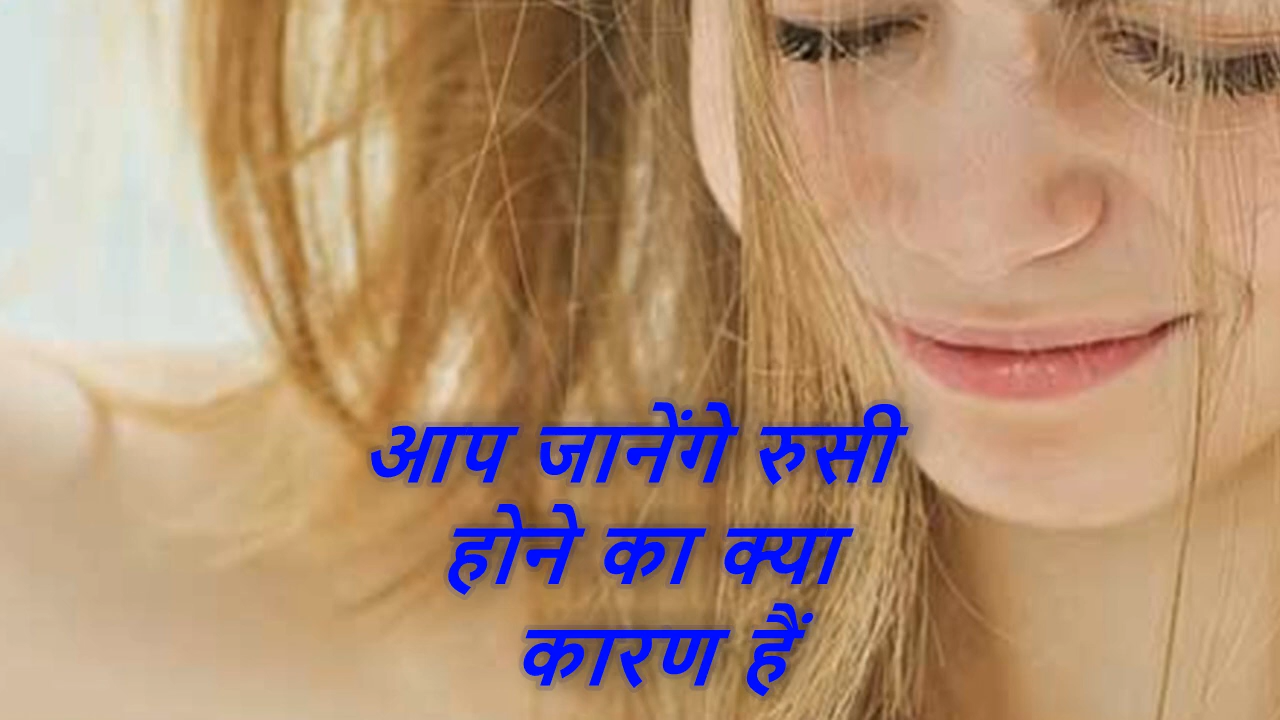 आप जानेंगे रुसी
होने का क्या
कारण हैं